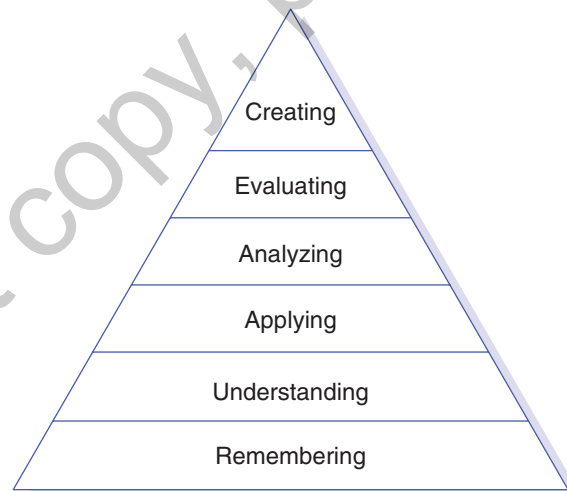 copy,
Creating
Evaluating
Analyzing
Applying
Understanding
Remembering